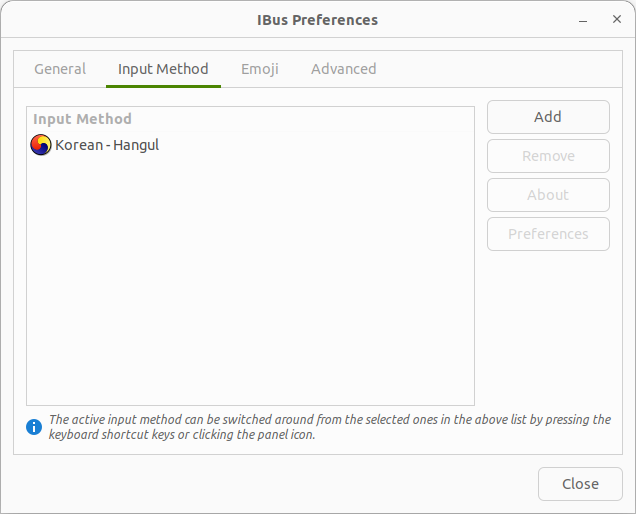 IBus Preferences
General
Input Method
Emoji
Advanced
Input Method
Korean - Hangul
Add
Remove
About
Preferences
The active input method can be switched around from the selected ones in the above list by pressing the
keyboard shortcut keys or clicking the panel icon.
Close